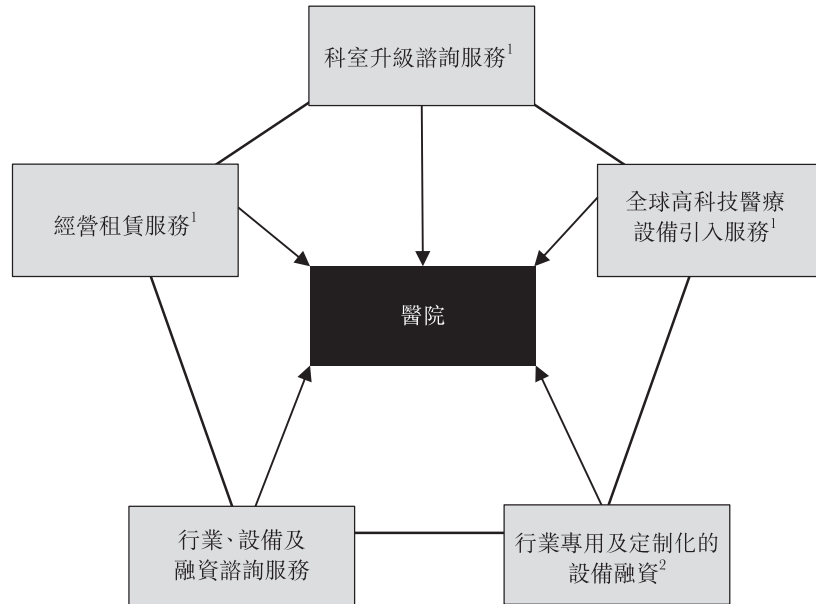 科室升級諮詢服務1
經營租賃服務1
全球高科技醫療
設備引入服務1
醫院
行業、設備及
融資諮詢服務
行業專用及定制化的
設備融資2